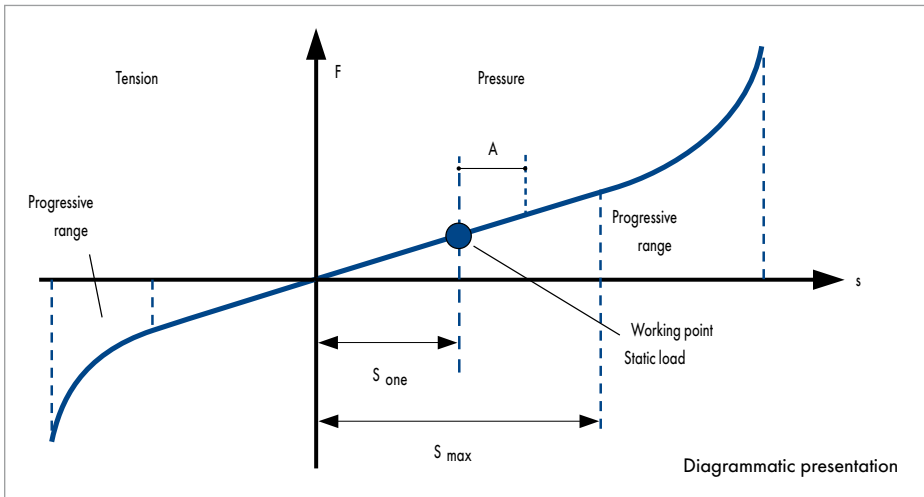 Tension
F
Pressure
A
Progressive
range
Progressive
range
s
Working point
Static load
S one
S max
Diagrammatic presentation